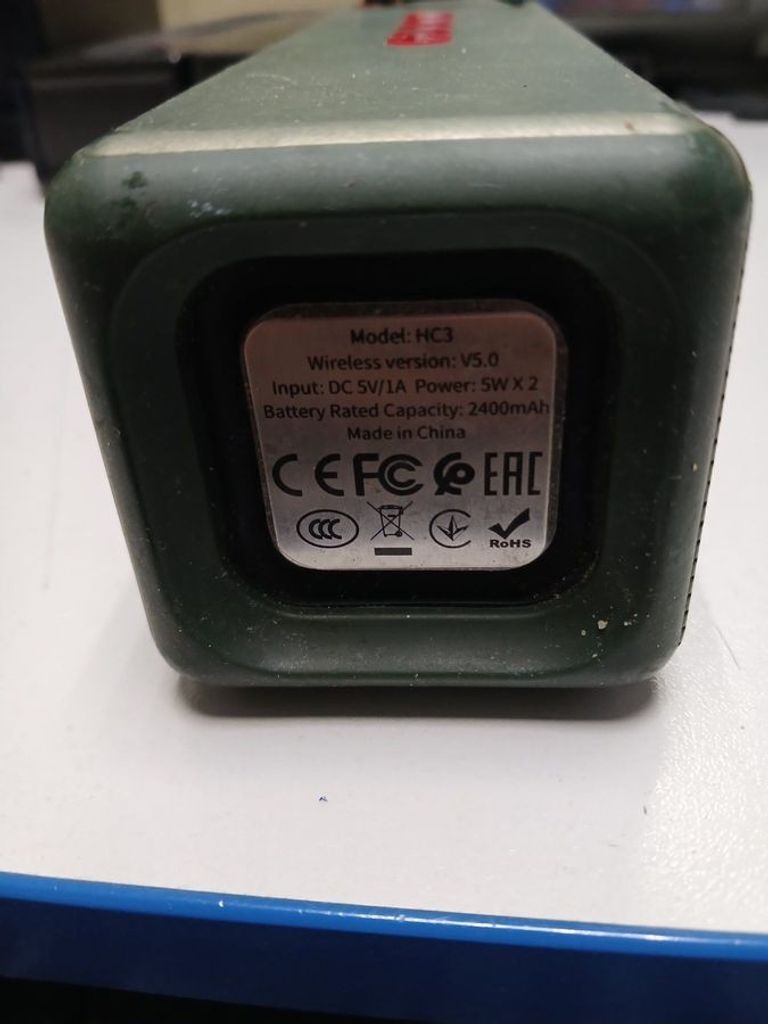 Model: HC3
Wireless version: V5.0
Input: DC 5V/1A Power: 5W X 2
Battery Rated Capacity: 2400mAh
Made in China
CE FC EAC
CCC
RoHS